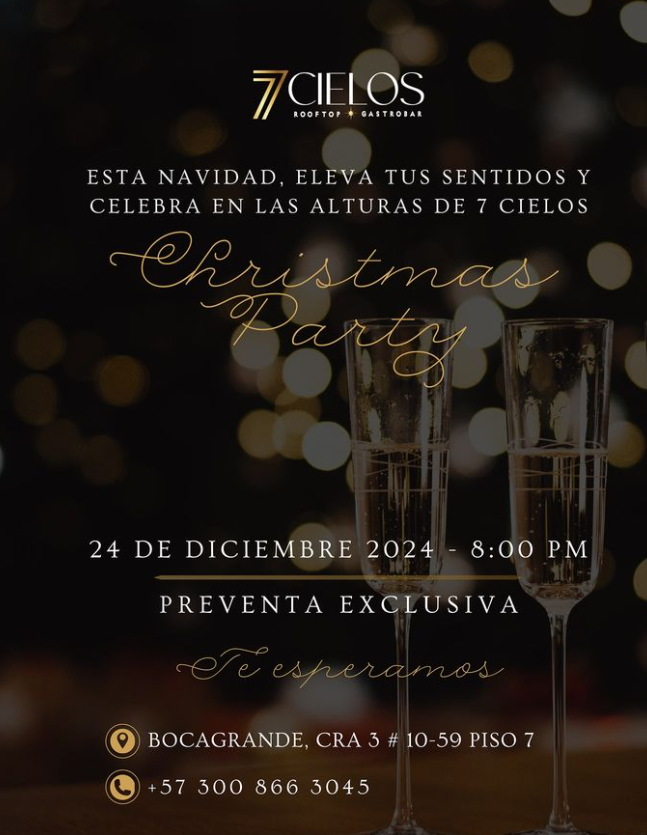 7 CIELOS
ROOFTOP ✦ GASTROBAR
ESTA NAVIDAD, ELEVA TUS SENTIDOS Y
CELEBRA EN LAS ALTURAS DE 7 CIELOS
Christmas
Party
24 DE DICIEMBRE 2024 - 8:00 PM
PREVENTA EXCLUSIVA
Te esperamos
BOCAGRANDE, CRA 3 # 10-59 PISO 7
+57 300 866 3045